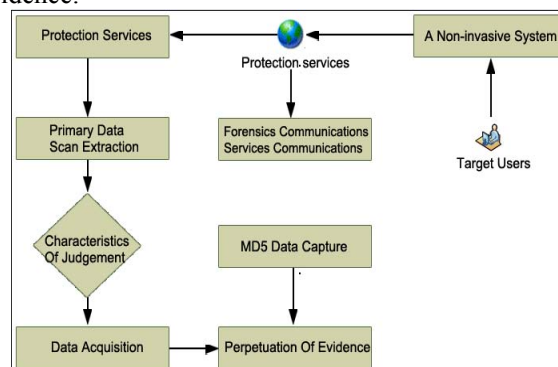 idence.
Protection Services
Protection.services
A Non-invasive System
Primary Data
Scan Extraction
Forensics Communications
Services Communications
Target Users
Characteristics
Of Judgement
MD5 Data Capture
Data Acquisition
Perpetuation Of Evidence